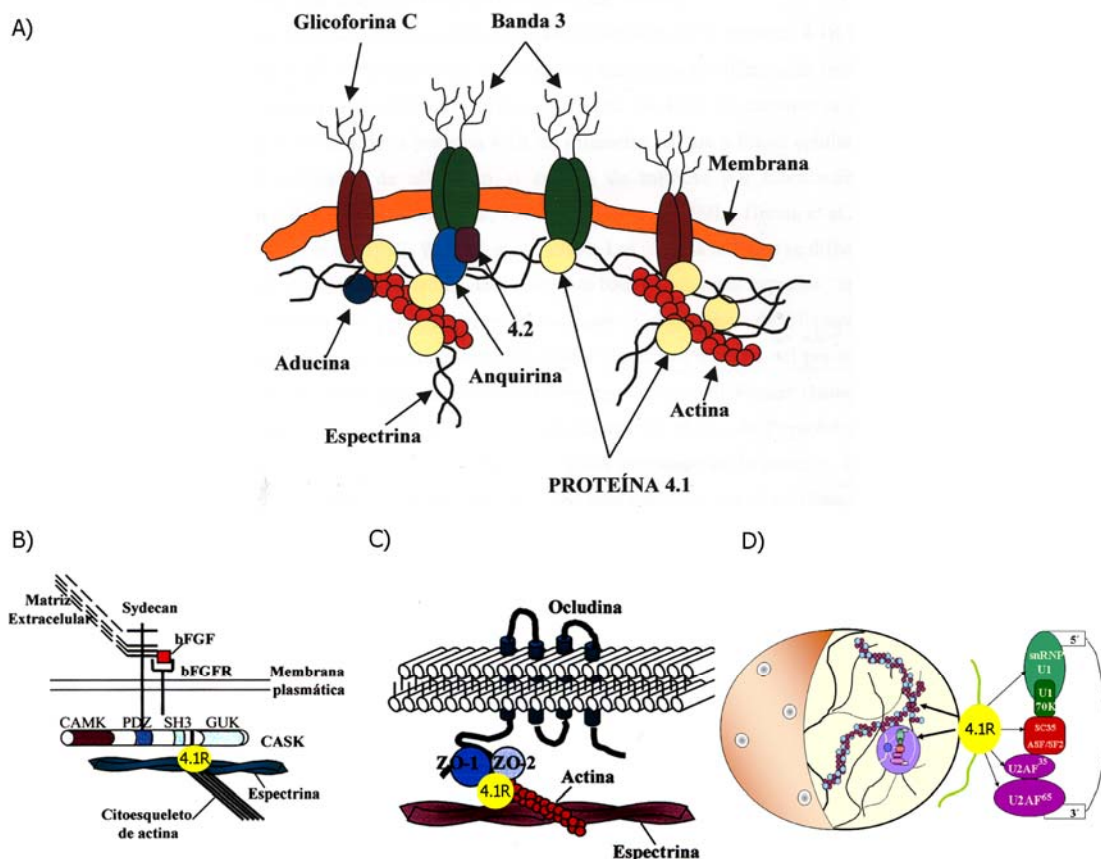 A)
Glicoforina C
Banda 3
Membrana
4.2
Aducina
Anquirina
Actina
Espectrina
PROTEÍNA 4.1
B)
Matriz
Extracelular
Sydecan
bFGF
bFGFR
Membrana
plasmática
CAMK PDZ SH3 GUK
CASK
4.1R
Espectrina
Citoesqueleto
de actina
C)
Ocludina
ZO-1
ZO-2
4.1R
Actina
Espectrina
D)
4.1R
5´
snRNP
U1
U1
70K
SC35
ASF/SF2
U2AF35
U2AF65
3´